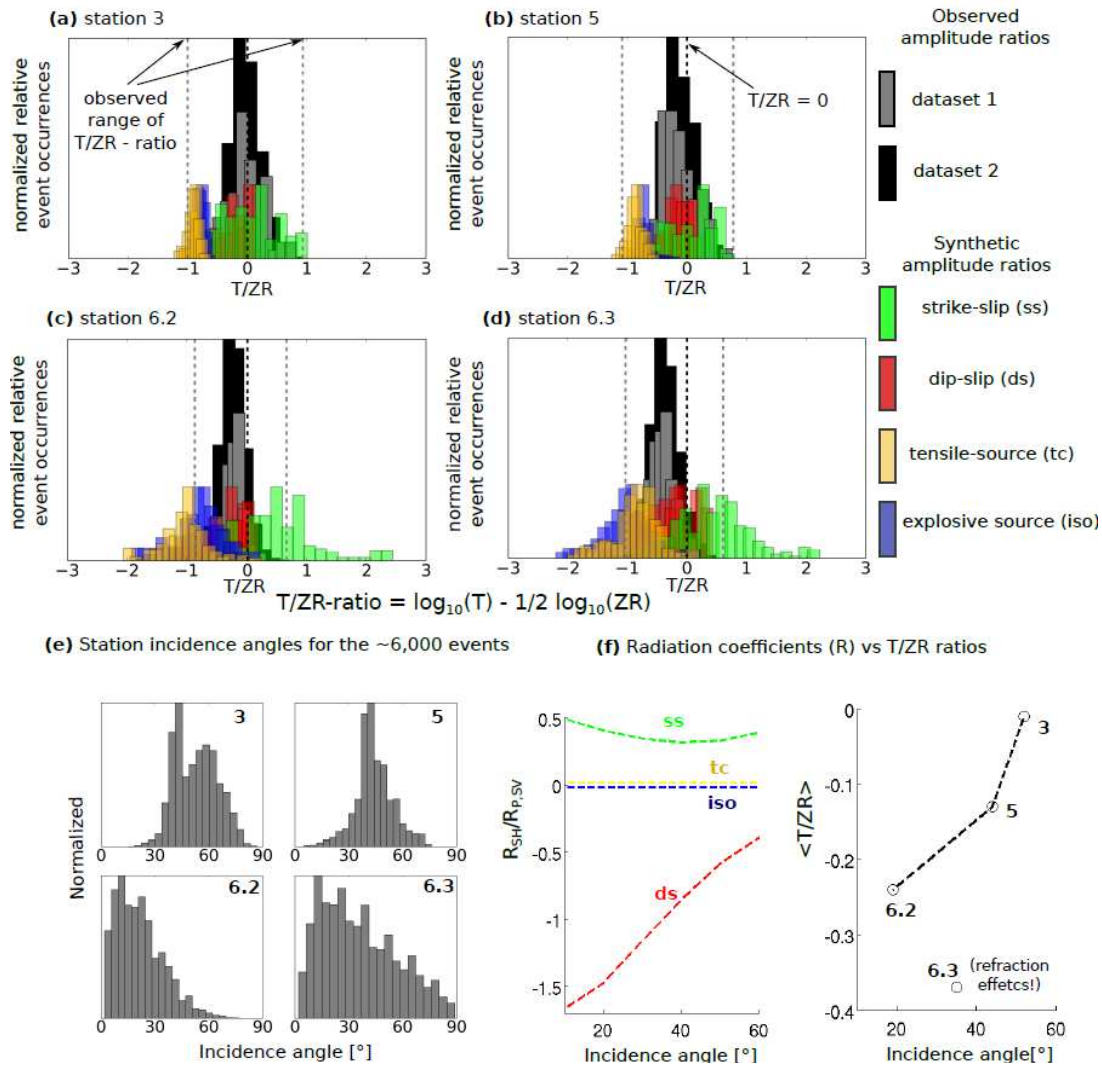 (a) station 3
(b) station 5
Observed
amplitude ratios
normalized relative
event occurrences
observed
range of
T/ZR - ratio
−3 −2 −1 0 1 2 3
T/ZR
normalized relative
event occurrences
T/ZR = 0
−3 −2 −1 0 1 2 3
T/ZR
dataset 1
dataset 2
Synthetic
amplitude ratios
strike-slip (ss)
dip-slip (ds)
tensile-source (tc)
explosive source (iso)
(c) station 6.2
(d) station 6.3
normalized relative
event occurrences
−3 −2 −1 0 1 2 3
T/ZR
normalized relative
event occurrences
−3 −2 −1 0 1 2 3
T/ZR
T/ZR-ratio = log10(T) - 1/2 log10(ZR)
(e) Station incidence angles for the ~6,000 events
(f) Radiation coefficients (R) vs T/ZR ratios
Normalized
3
0 30 60 90
5
0 30 60 90
6.2
0 30 60 90
6.3
0 30 60 90
Incidence angle [°]
RSH/RP,SV
0.5
0
-0.5
-1
-1.5
ss
tc
iso
ds
20 40 60
Incidence angle [°]
<T/ZR>
0
-0.1
-0.2
-0.3
-0.4
3
5
6.2
6.3 (refraction
effetcs!)
20 40 60
Incidence angle[°]